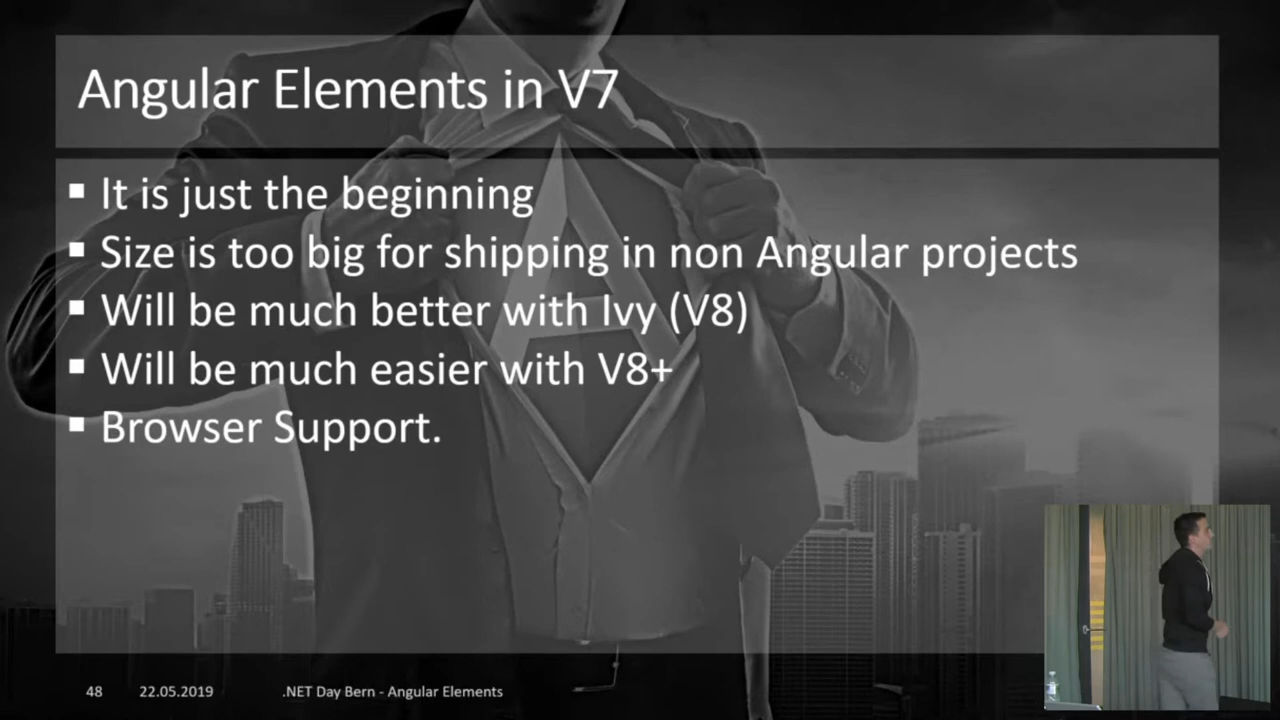 Angular Elements in V7
▪ It is just the beginning
▪ Size is too big for shipping in non Angular projects
▪ Will be much better with Ivy (V8)
▪ Will be much easier with V8+
▪ Browser Support.
48 22.05.2019 .NET Day Bern - Angular Elements